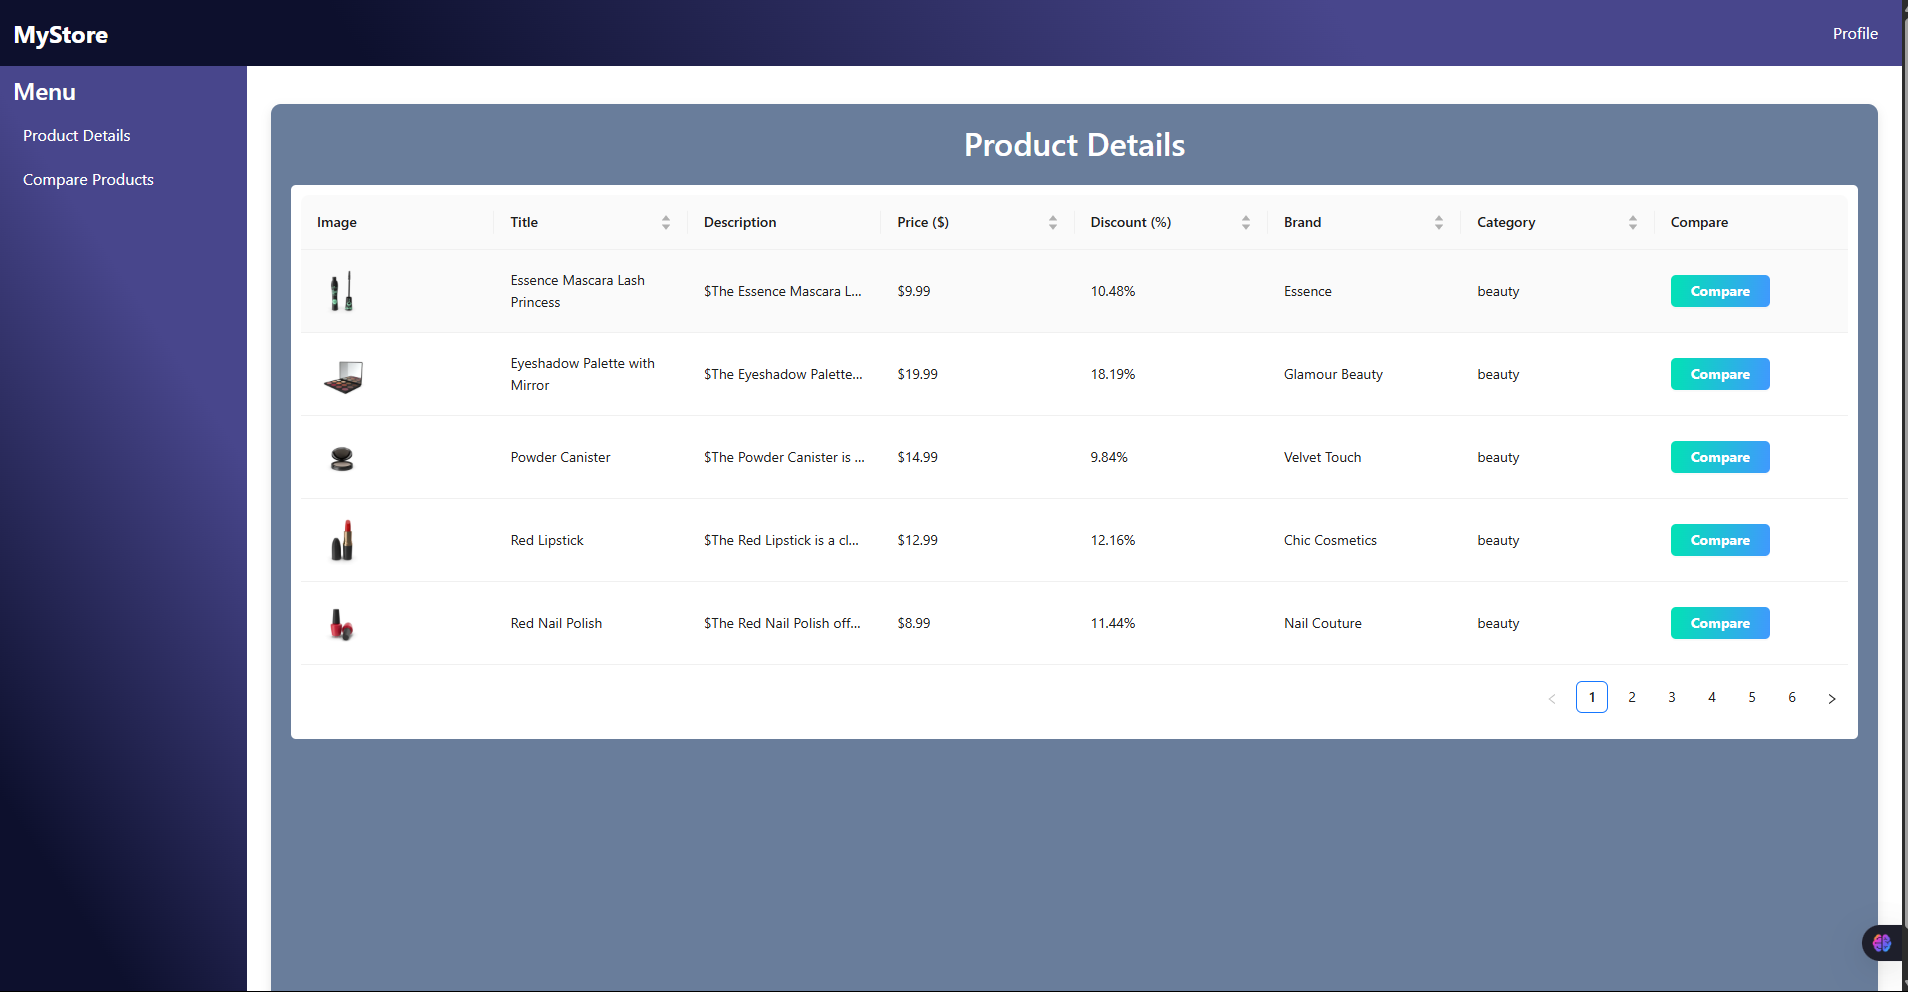 MyStore
Profile
Menu
Product Details
Compare Products
Product Details
Image Title Description Price ($) Discount (%) Brand Category Compare
Essence Mascara Lash
Princess
$The Essence Mascara L... $9.99 10.48% Essence beauty Compare
Eyeshadow Palette with
Mirror
$The Eyeshadow Palette... $19.99 18.19% Glamour Beauty beauty Compare
Powder Canister $The Powder Canister is ... $14.99 9.84% Velvet Touch beauty Compare
Red Lipstick $The Red Lipstick is a cl... $12.99 12.16% Chic Cosmetics beauty Compare
Red Nail Polish $The Red Nail Polish off... $8.99 11.44% Nail Couture beauty Compare
< 1 2 3 4 5 6 >